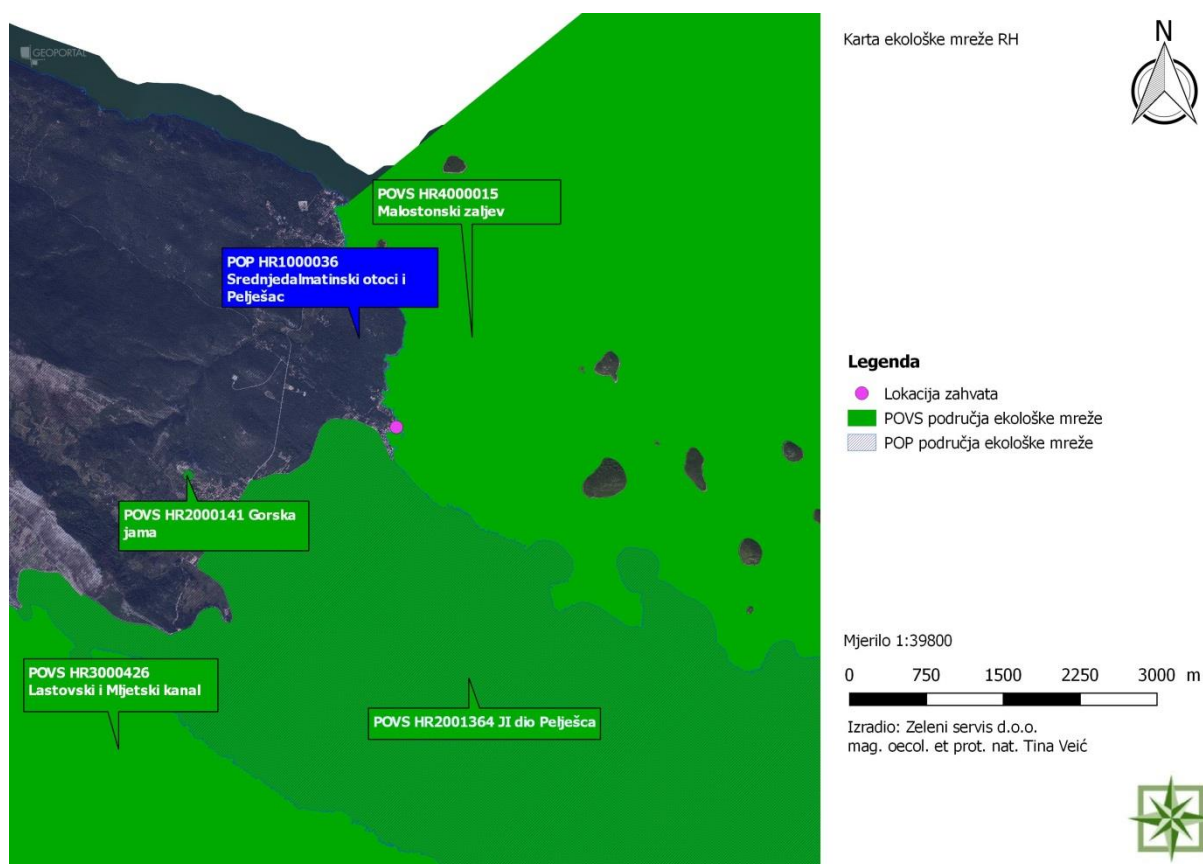 GEOPORTAL
Karta ekološke mreže RH
N
POVS HR4000015
Malostonski zaljev
POP HR1000036
Srednjedalmatinski otoci i
Pelješac
POVS HR2000141 Gorska
jama
POVS HR3000426
Lastovski i Mljetski kanal
POVS HR2001364 JI dio Pelješca
Legenda
Lokacija zahvata
POVS područja ekološke mreže
POP područja ekološke mreže
Mjerilo 1:39800
0 750 1500 2250 3000 m
Izradio: Zeleni servis d.o.o.
mag. oecol. et prot. nat. Tina Veić